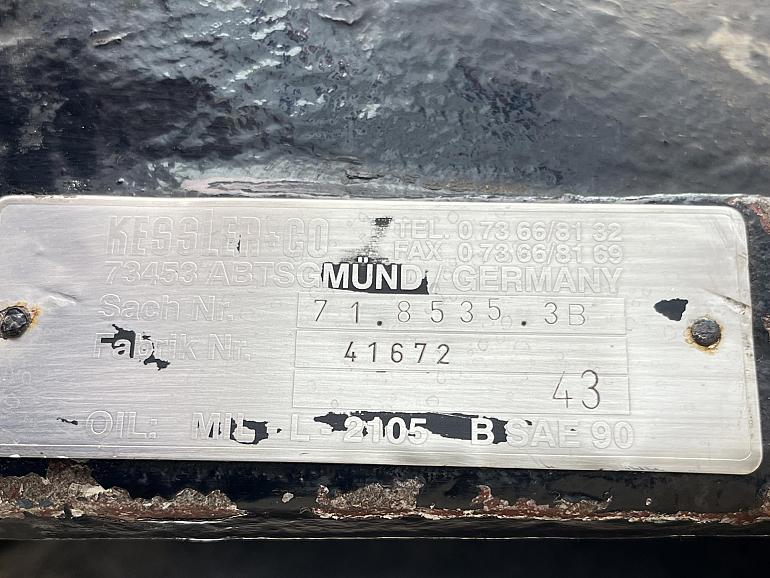 KESSLER+CO TEL. 0 73 66/81 32
FAX 0 73 66/81 69
73453 ABTSGMÜND / GERMANY
Sach Nr. 71.8535.3B
Fabrik Nr. 41672
43
OIL: MIL - L - 2105 B SAE 90